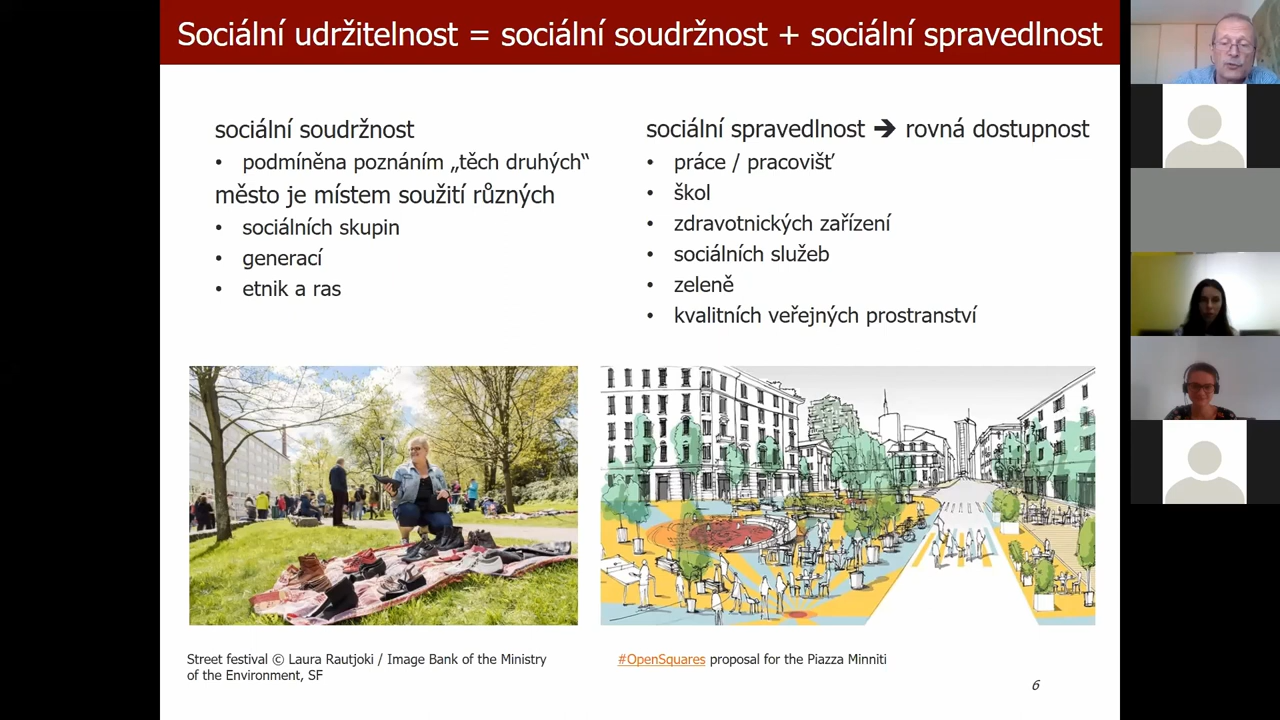 Sociální udržitelnost = sociální soudržnost + sociální spravedlnost
sociální soudržnost
• podmíněna poznáním „těch druhých“
město je místem soužití různých
• sociálních skupin
• generací
• etnik a ras
sociální spravedlnost ➔ rovná dostupnost
• práce / pracovišť
• škol
• zdravotnických zařízení
• sociálních služeb
• zeleně
• kvalitních veřejných prostranství
Street festival © Laura Rautjoki / Image Bank of the Ministry
of the Environment, SF
#OpenSquares proposal for the Piazza Minniti
6